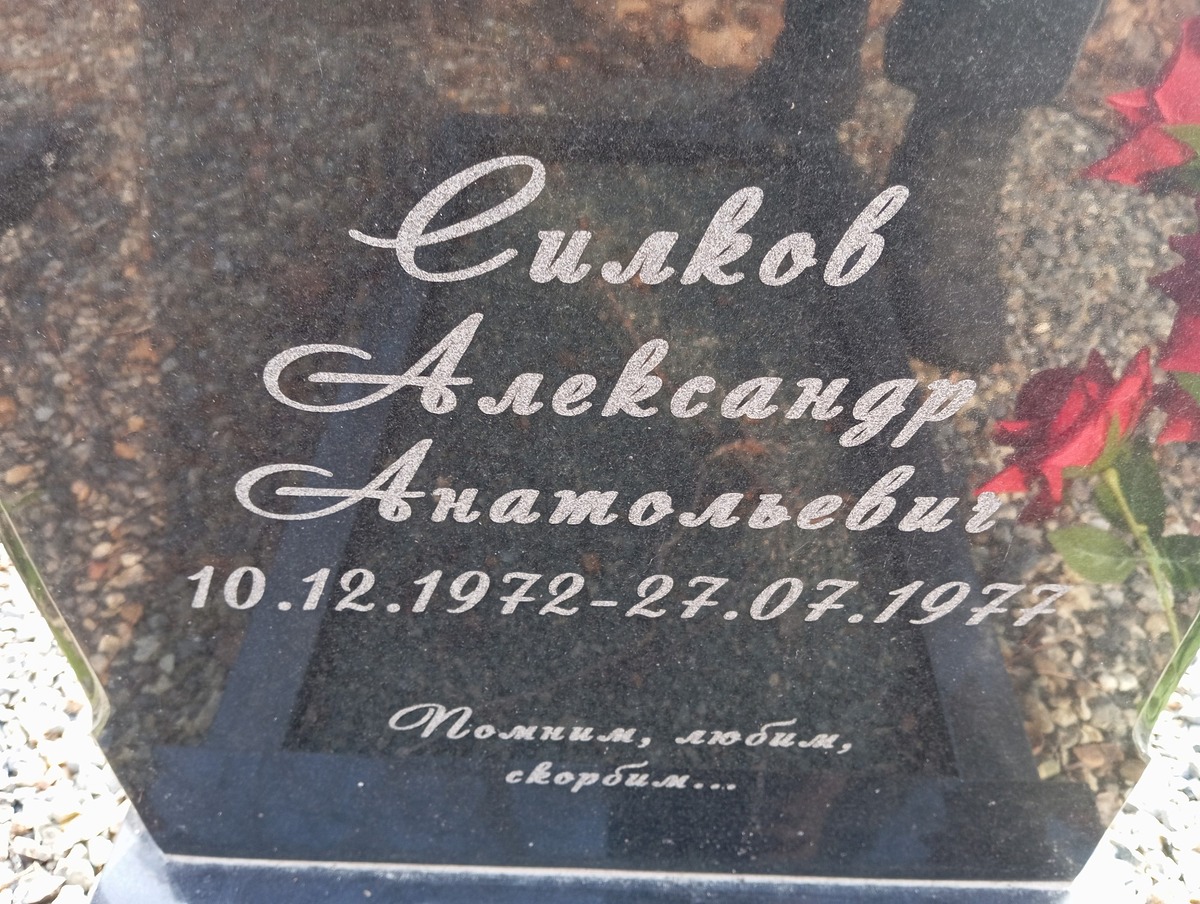 Силков
Александр
Анатольевич
10.12.1972-27.07.1977
Помним, любим,
скорбим...